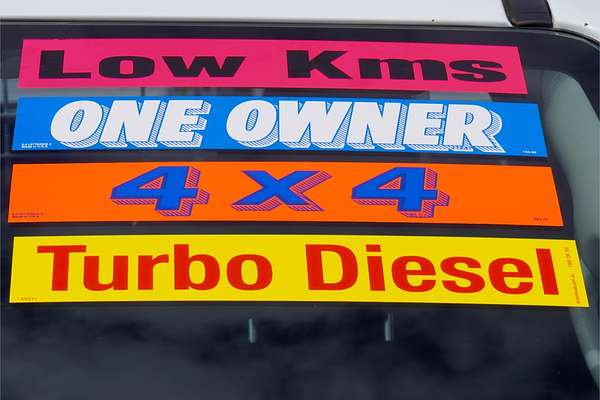 Low Kms
ONE OWNER
4 x 4
Turbo Diesel